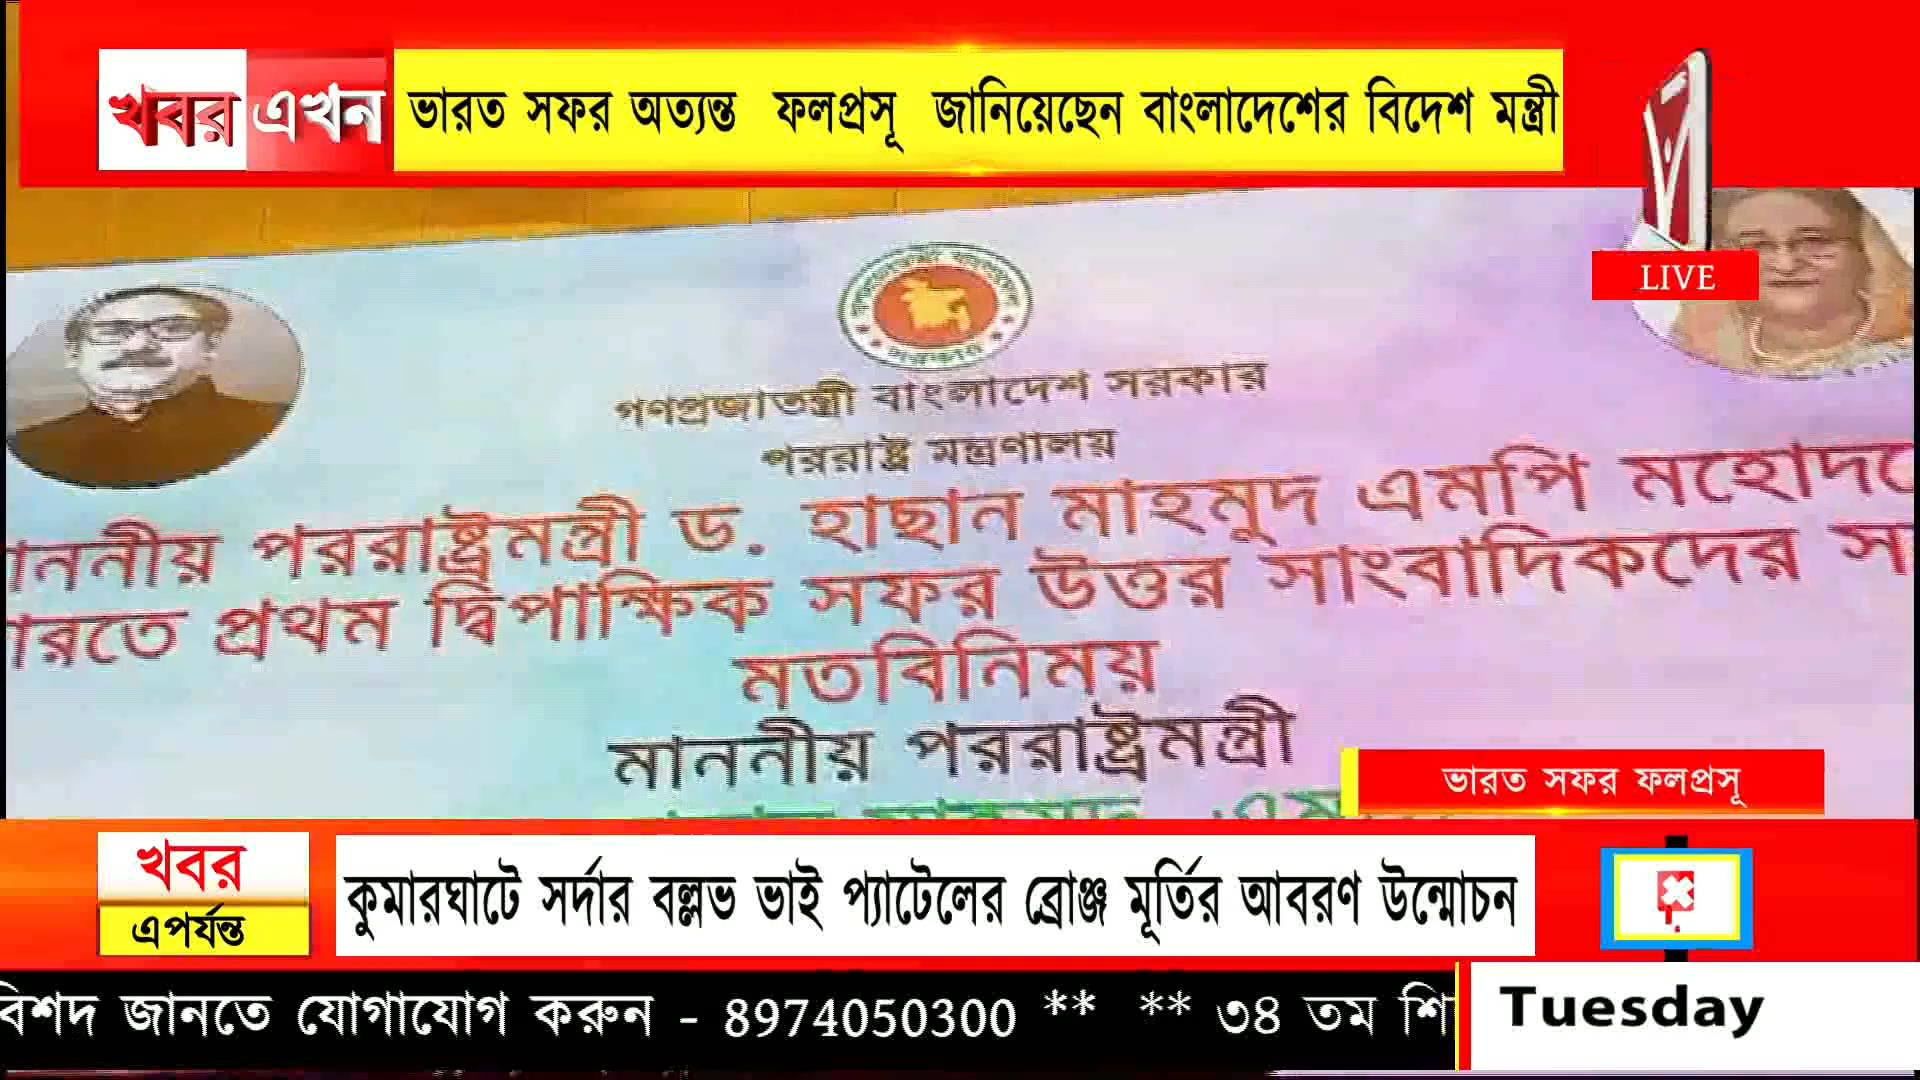 খবর এখন
ভারত সফর অত্যন্ত ফলপ্রসূ জানিয়েছেন বাংলাদেশের বিদেশ মন্ত্রী
LIVE
গণপ্রজাতন্ত্রী বাংলাদেশ সরকার
পররাষ্ট্র মন্ত্রণালয়
াননীয় পররাষ্ট্রমন্ত্রী ড. হাছান মাহমুদ এমপি মহোদয়ে
ারতে প্রথম দ্বিপাক্ষিক সফর উত্তর সাংবাদিকদের স
মতবিনিময়
মাননীয় পররাষ্ট্রমন্ত্রী
ভারত সফর ফলপ্রসূ
খবর
এপর্যন্ত
কুমারঘাটে সর্দার বল্লভ ভাই প্যাটেলের ব্রোঞ্জ মূর্তির আবরণ উন্মোচন
বিশদ জানতে যোগাযোগ করুন - 8974050300 ** ** ৩৪ তম শি
Tuesday